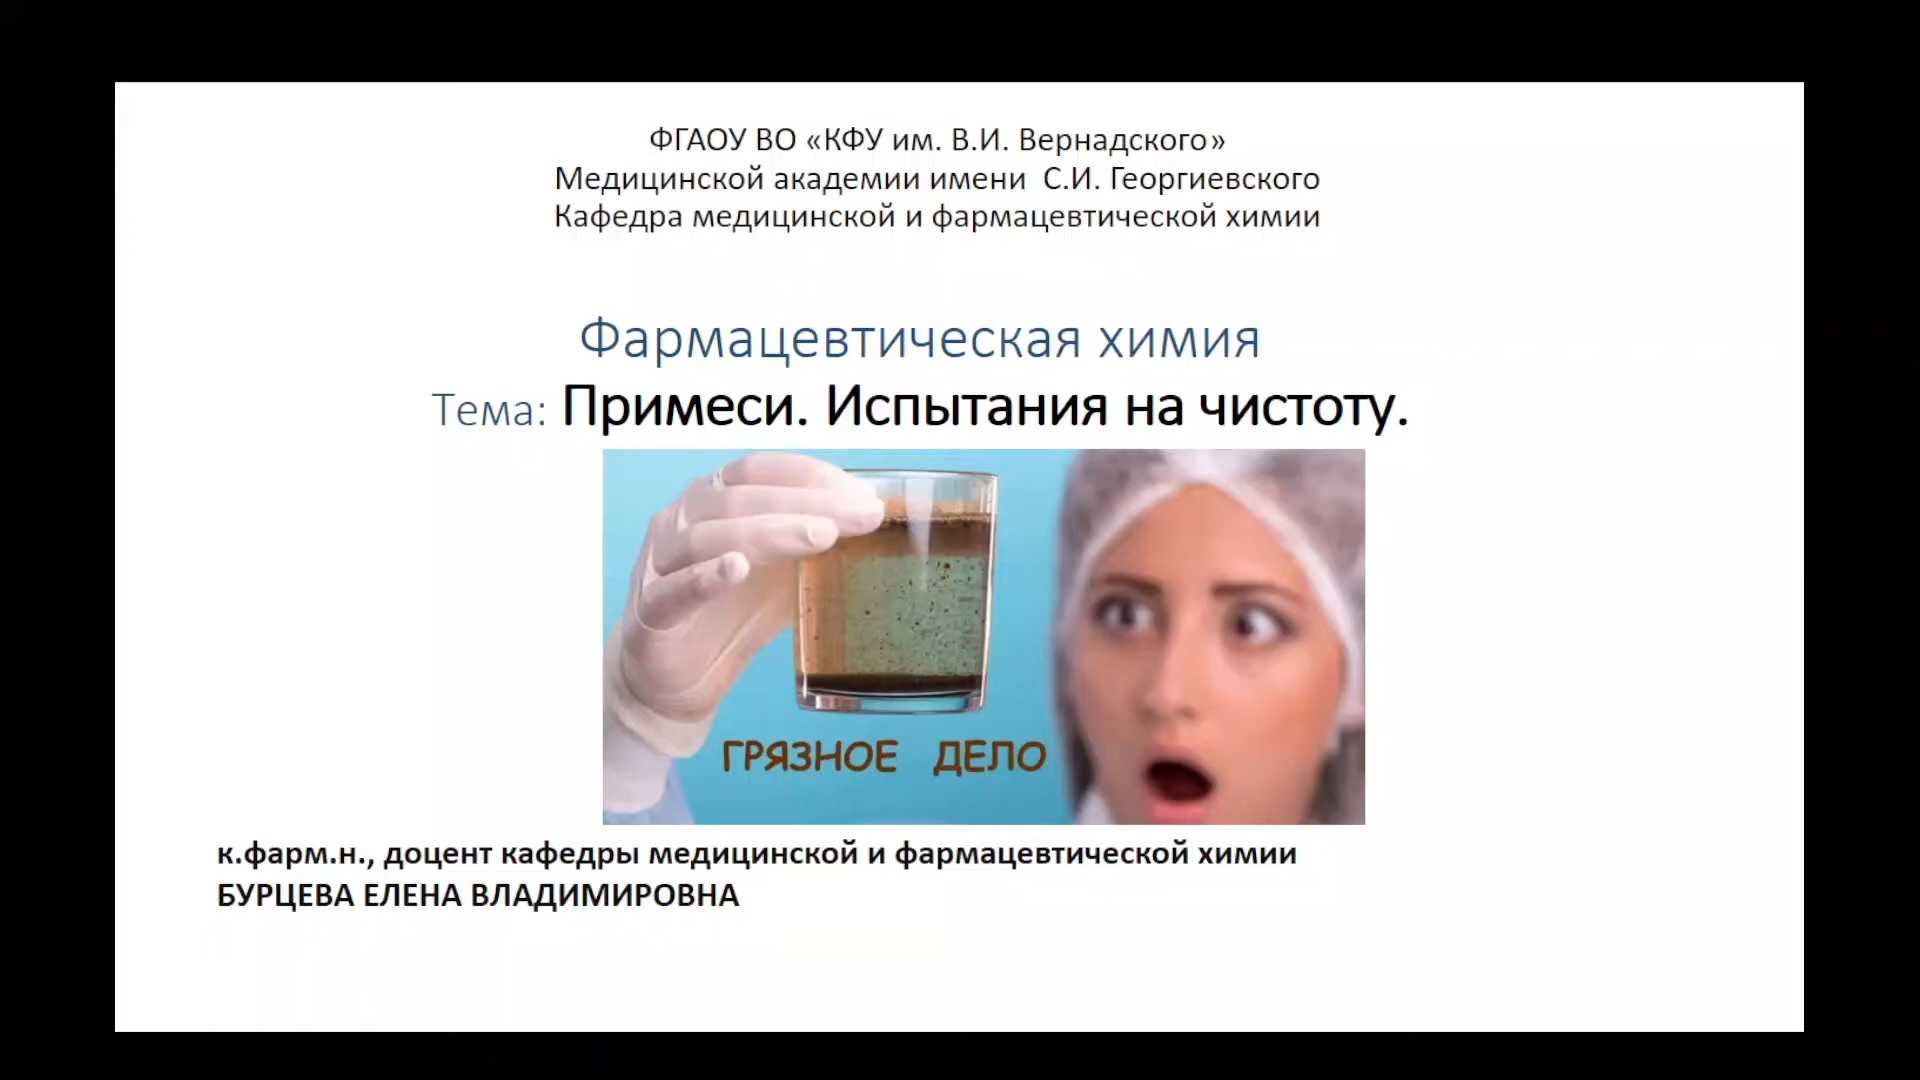 ФГАОУ ВО «КФУ им. В.И. Вернадского»
Медицинской академии имени С.И. Георгиевского
Кафедра медицинской и фармацевтической химии
Фармацевтическая химия
Тема: Примеси. Испытания на чистоту.
ГРЯЗНОЕ ДЕЛО
к.фарм.н., доцент кафедры медицинской и фармацевтической химии
БУРЦЕВА ЕЛЕНА ВЛАДИМИРОВНА